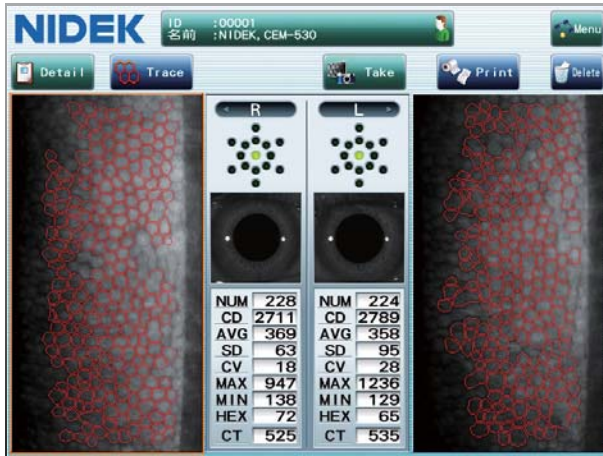 NIDEK
ID :00001
名前 :NIDEK, CEM-530
Menu
Detail
Trace
Take
Print
Delete
R
L
NUM 228
CD 2711
AVG 369
SD 63
CV 18
MAX 947
MIN 138
HEX 72
CT 525
NUM 224
CD 2789
AVG 358
SD 95
CV 28
MAX 1236
MIN 129
HEX 65
CT 535